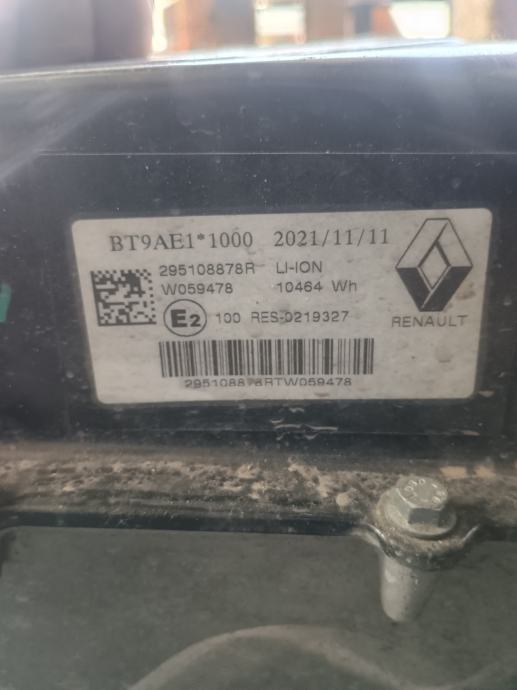 BT9AE1*1000 2021/11/11
295108878R LI-ION
W059478 10464 Wh
E2 100 RES-0219327
RENAULT
295108878RTW059478